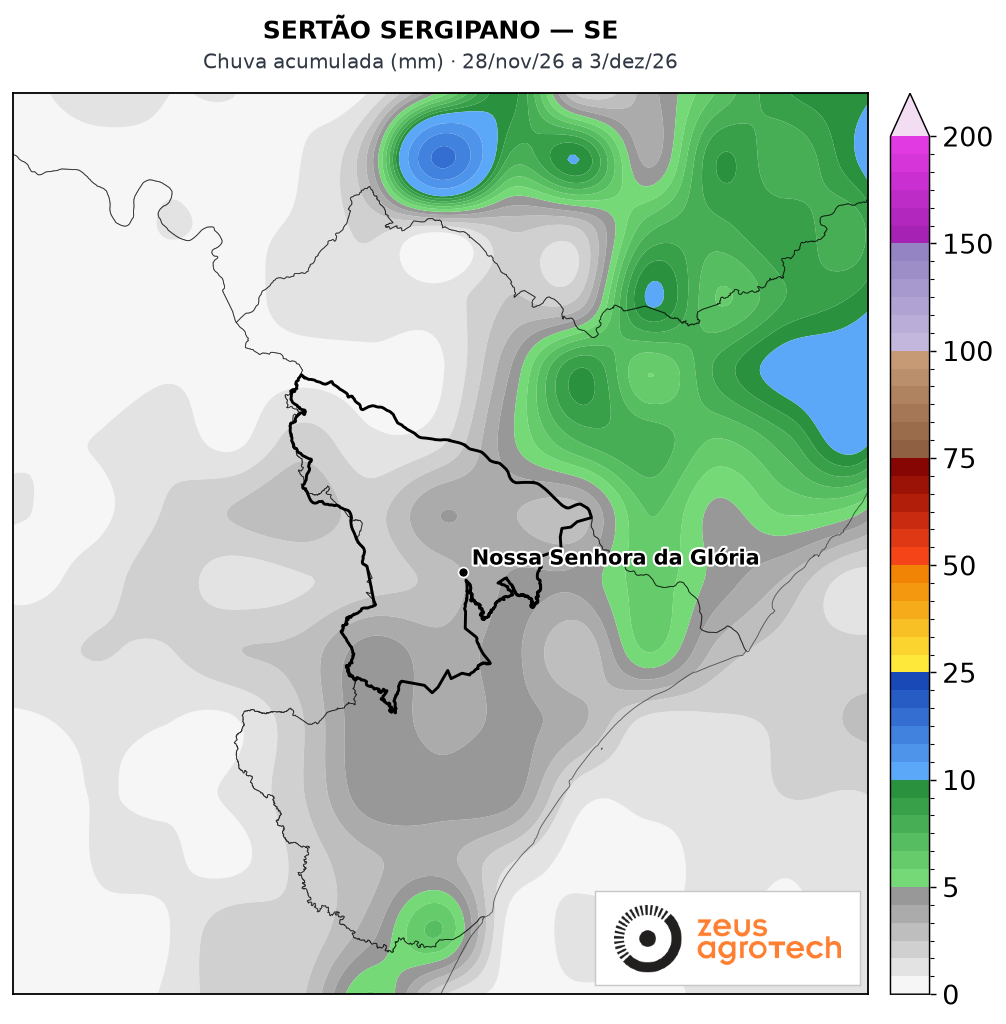 SERTÃO SERGIPANO — SE
Chuva acumulada (mm) · 28/nov/26 a 3/dez/26
200
150
100
75
50
25
10
5
0
Nossa Senhora da Glória
zeus
agrotech